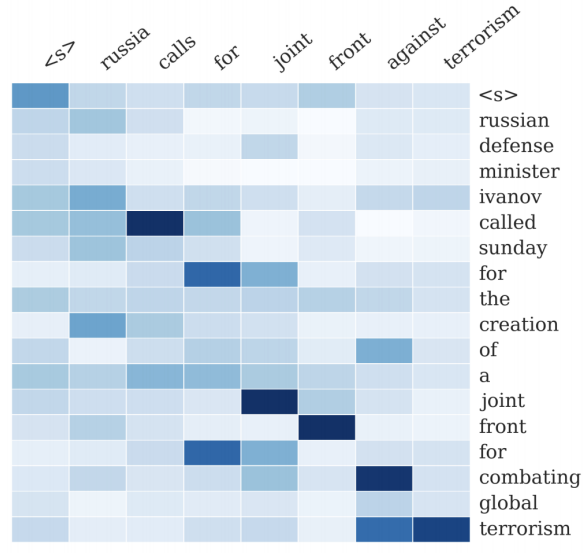 <s> russia calls for joint front against terrorism
<s>
russian
defense
minister
ivanov
called
sunday
for
the
creation
of
a
joint
front
for
combating
global
terrorism